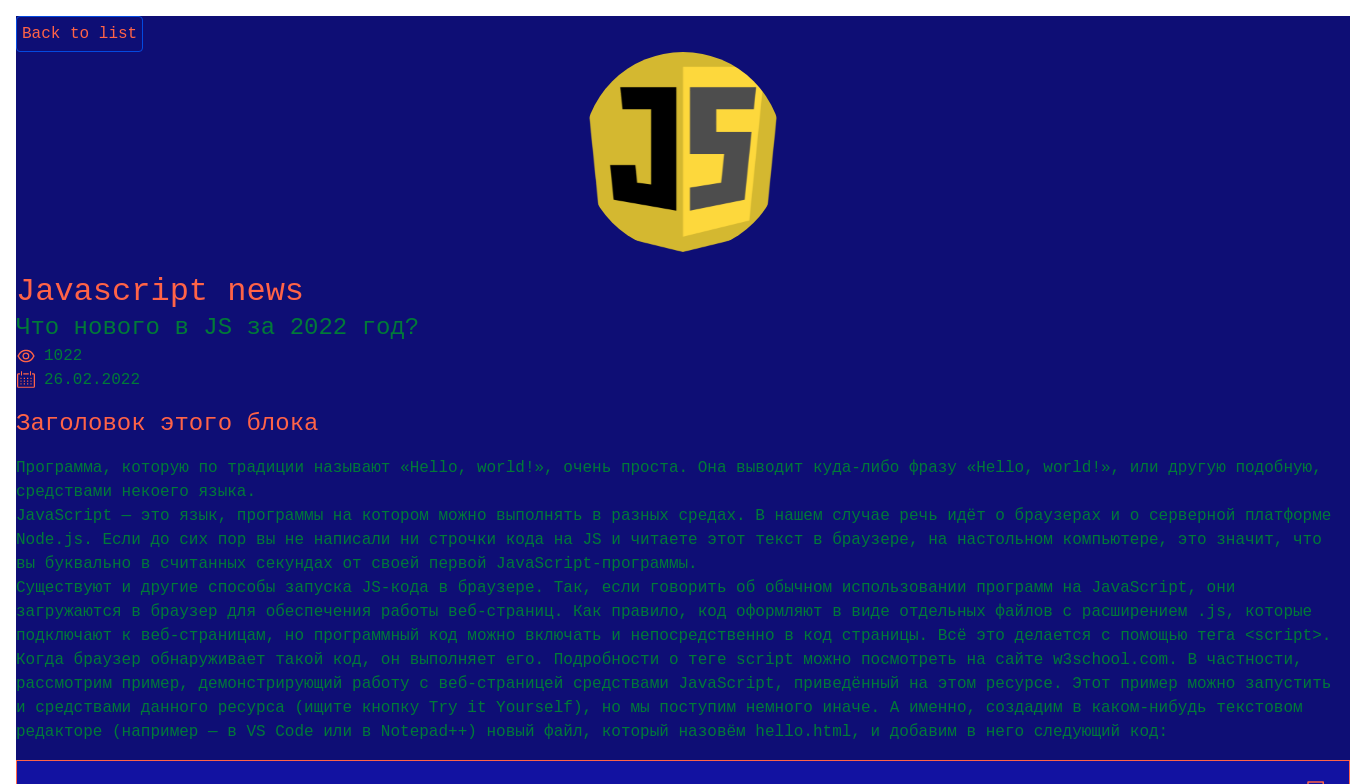 Back to list
JS
Javascript news
Что нового в JS за 2022 год?
1022
26.02.2022
Заголовок этого блока
Программа, которую по традиции называют «Hello, world!», очень проста. Она выводит куда-либо фразу «Hello, world!», или другую подобную,
средствами некоего языка.
JavaScript — это язык, программы на котором можно выполнять в разных средах. В нашем случае речь идёт о браузерах и о серверной платформе
Node.js. Если до сих пор вы не написали ни строчки кода на JS и читаете этот текст в браузере, на настольном компьютере, это значит, что
вы буквально в считанных секундах от своей первой JavaScript-программы.
Существуют и другие способы запуска JS-кода в браузере. Так, если говорить об обычном использовании программ на JavaScript, они
загружаются в браузер для обеспечения работы веб-страниц. Как правило, код оформляют в виде отдельных файлов с расширением .js, которые
подключают к веб-страницам, но программный код можно включать и непосредственно в код страницы. Всё это делается с помощью тега <script>.
Когда браузер обнаруживает такой код, он выполняет его. Подробности о теге script можно посмотреть на сайте w3school.com. В частности,
рассмотрим пример, демонстрирующий работу с веб-страницей средствами JavaScript, приведённый на этом ресурсе. Этот пример можно запустить
и средствами данного ресурса (ищите кнопку Try it Yourself), но мы поступим немного иначе. А именно, создадим в каком-нибудь текстовом
редакторе (например — в VS Code или в Notepad++) новый файл, который назовём hello.html, и добавим в него следующий код: